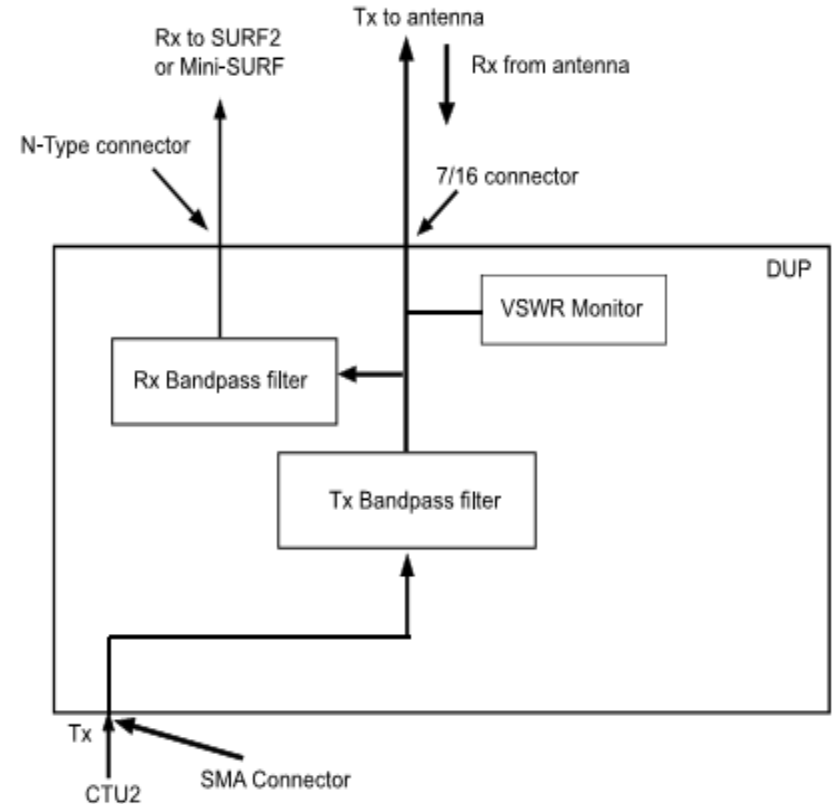 Tx to antenna
Rx to SURF2
or Mini-SURF
Rx from antenna
N-Type connector
7/16 connector
DUP
VSWR Monitor
Rx Bandpass filter
Tx Bandpass filter
Tx
SMA Connector
CTU2